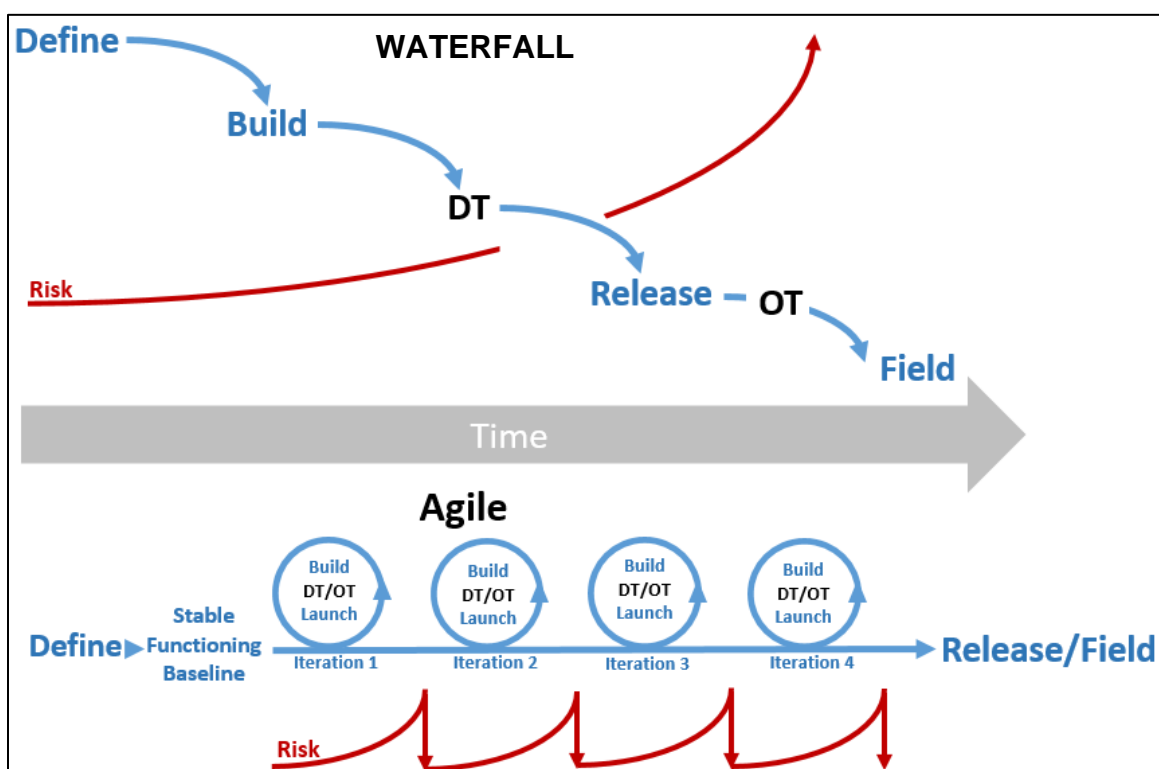 Define
WATERFALL
Build
DT
Risk
Release
OT
Field
Time
Agile
Build
DT/OT
Launch
Build
DT/OT
Launch
Build
DT/OT
Launch
Build
DT/OT
Launch
Define
Stable
Functioning
Baseline
Iteration 1
Iteration 2
Iteration 3
Iteration 4
Release/Field
Risk